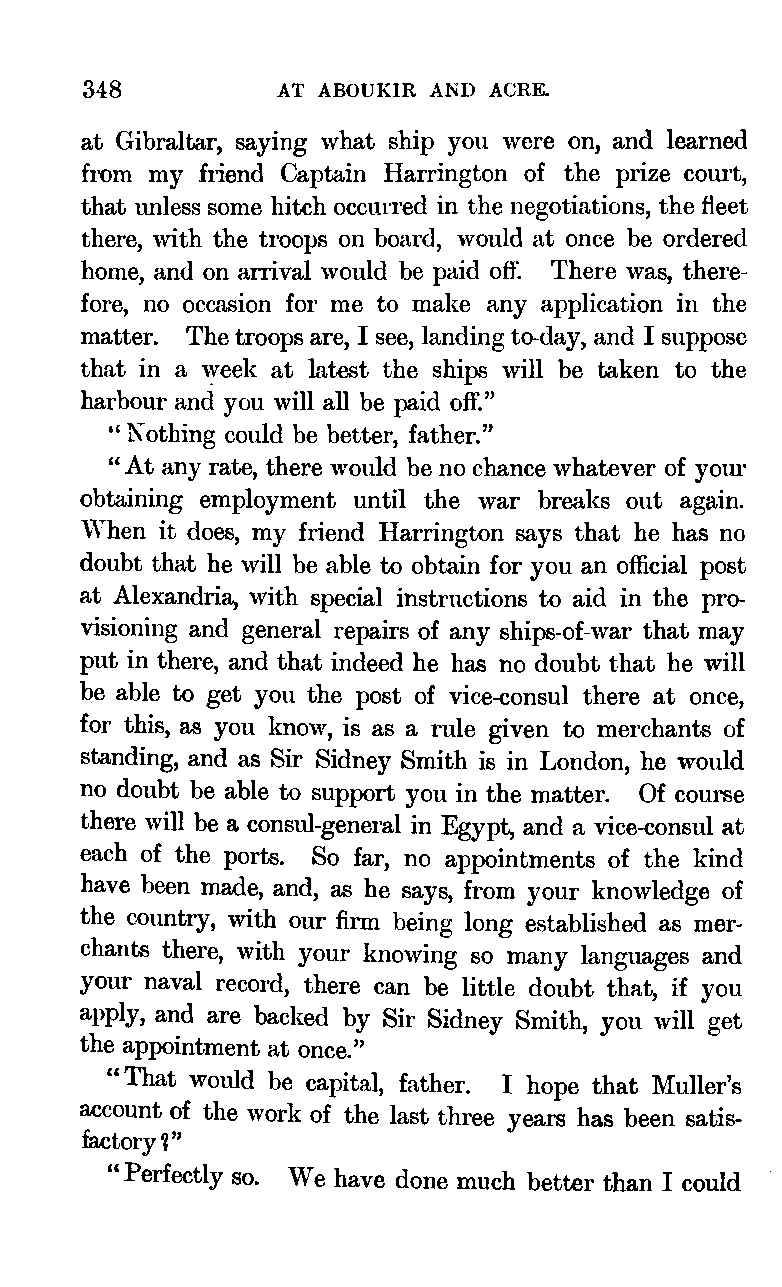 348 AT ABOUKIR AND ACRE.
at Gibraltar, saying what ship you were on, and learned
from my friend Captain Harrington of the prize court,
that unless some hitch occurred in the negotiations, the fleet
there, with the troops on board, would at once be ordered
home, and on arrival would be paid off. There was, there-
fore, no occasion for me to make any application in the
matter. The troops are, I see, landing to-day, and I suppose
that in a week at latest the ships will be taken to the
harbour and you will all be paid off."
"Nothing could be better, father."
"At any rate, there would be no chance whatever of your
obtaining employment until the war breaks out again.
When it does, my friend Harrington says that he has no
doubt that he will be able to obtain for you an official post
at Alexandria, with special instructions to aid in the pro-
visioning and general repairs of any ships-of-war that may
put in there, and that indeed he has no doubt that he will
be able to get you the post of vice-consul there at once,
for this, as you know, is as a rule given to merchants of
standing, and as Sir Sidney Smith is in London, he would
no doubt be able to support you in the matter. Of course
there will be a consul-general in Egypt, and a vice-consul at
each of the ports. So far, no appointments of the kind
have been made, and, as he says, from your knowledge of
the country, with our firm being long established as mer-
chants there, with your knowing so many languages and
your naval record, there can be little doubt that, if you
apply, and are backed by Sir Sidney Smith, you will get
the appointment at once."
"That would be capital, father. I hope that Muller's
account of the work of the last three years has been satis-
factory?"
"Perfectly so. We have done much better than I could